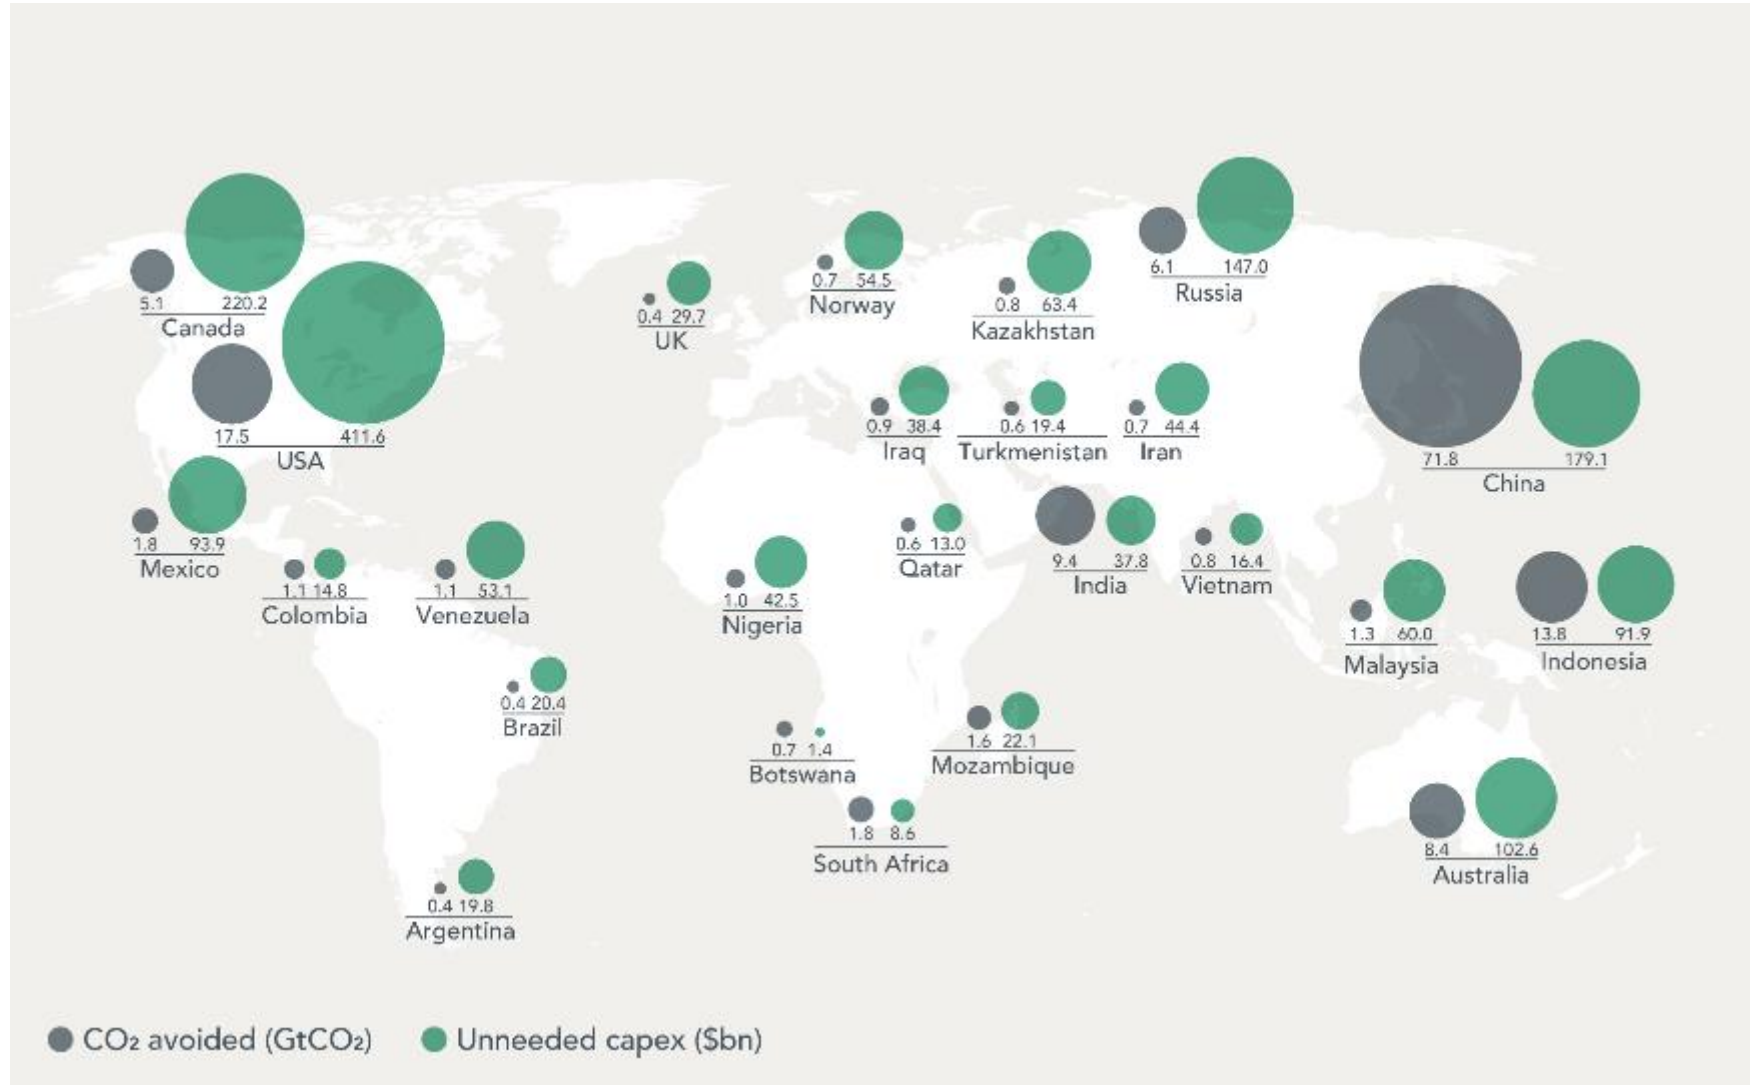 5.1 220.2
Canada
17.5 411.6
USA
1.8 93.9
Mexico
1.1 14.8
Colombia
1.1 53.1
Venezuela
0.4 20.4
Brazil
0.4 19.8
Argentina
0.4 29.7
UK
0.7 54.5
Norway
0.8 63.4
Kazakhstan
6.1 147.0
Russia
0.9 38.4
Iraq
0.6 19.4
Turkmenistan
0.7 44.4
Iran
71.8 179.1
China
1.0 42.5
Nigeria
0.6 13.0
Qatar
9.4 37.8
India
0.8 16.4
Vietnam
1.3 60.0
Malaysia
13.8 91.9
Indonesia
0.7 1.4
Botswana
1.6 22.1
Mozambique
1.8 8.6
South Africa
8.4 102.6
Australia
CO₂ avoided (GtCO₂) Unneeded capex ($bn)